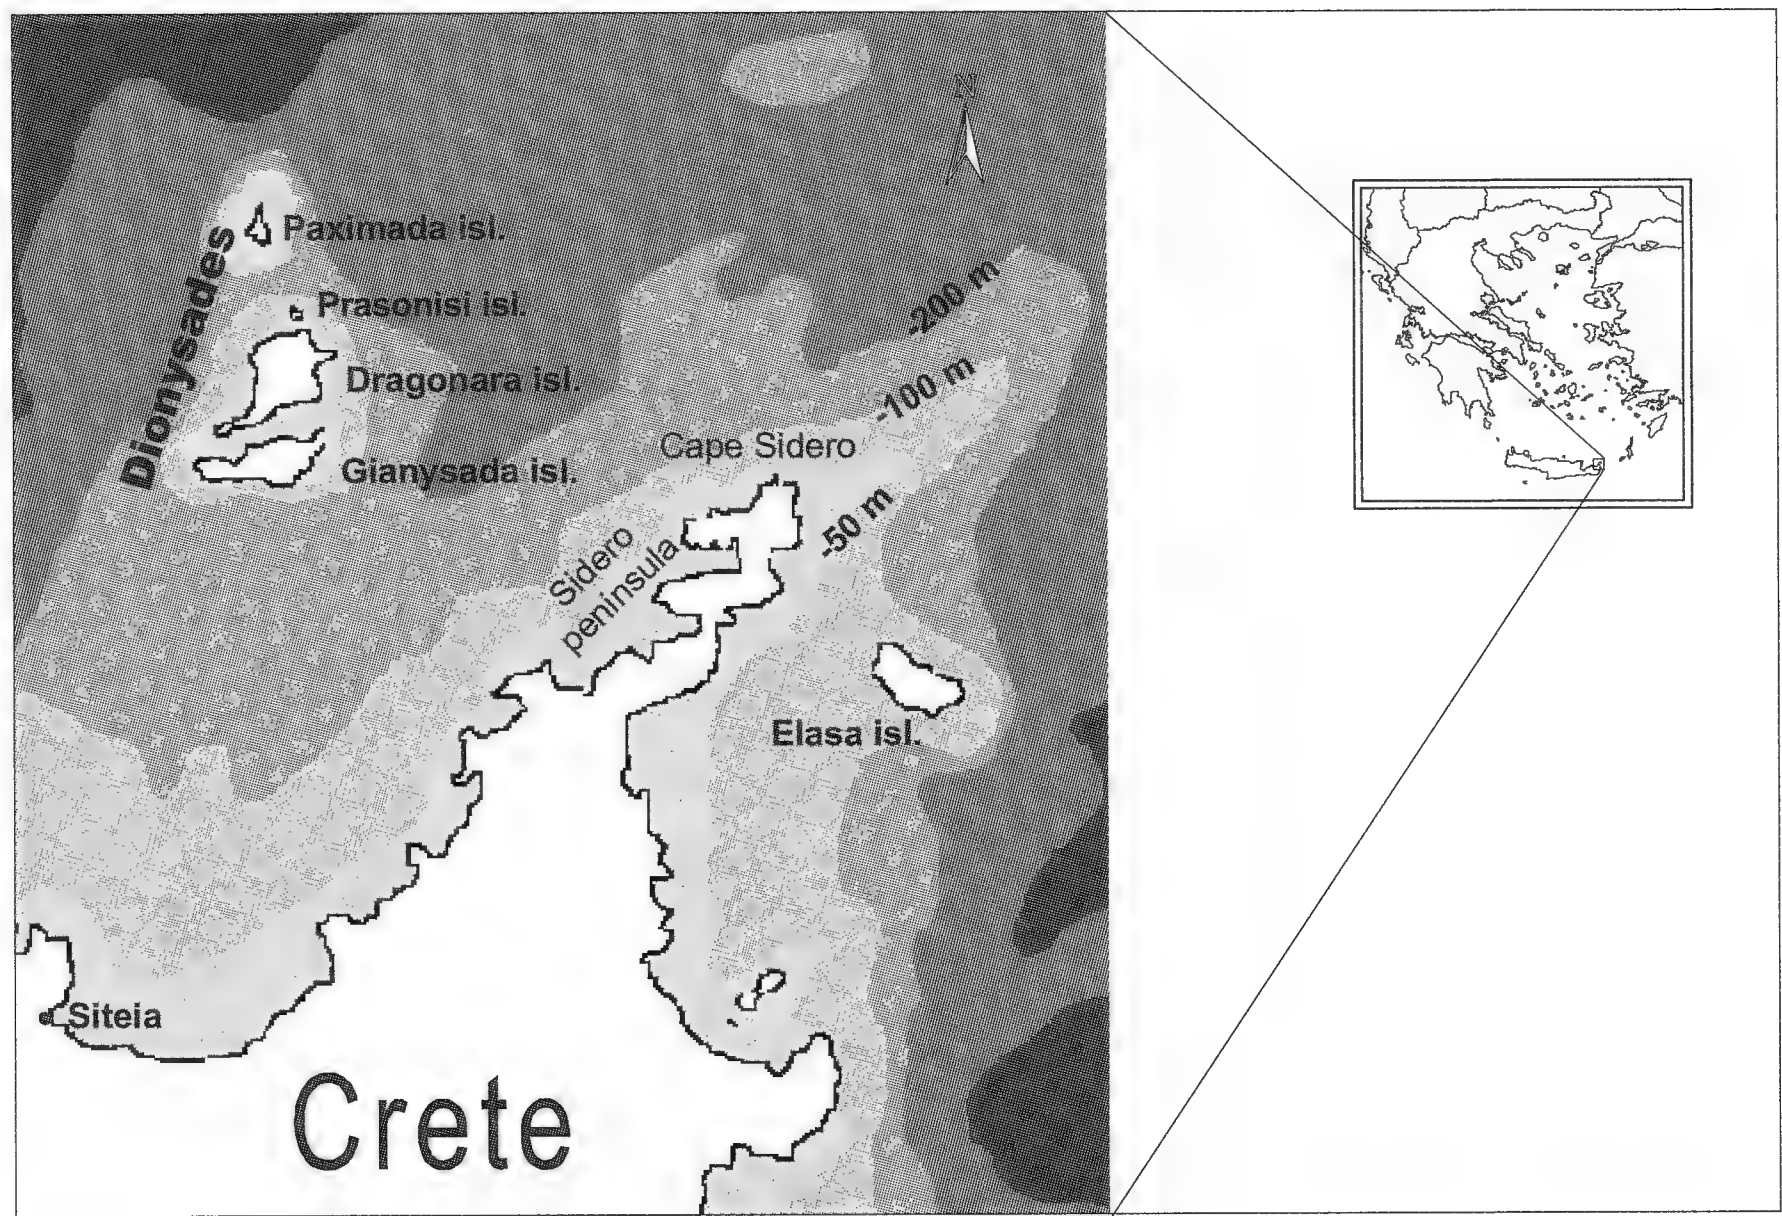 N
Paximada isl.
Dionysades
Prasonisi isl.
-200 m
Dragonara isl.
-100 m
Cape Sidero
Gianysada isl.
-50 m
Sidero
peninsula
Elasa isl.
Siteia
Crete